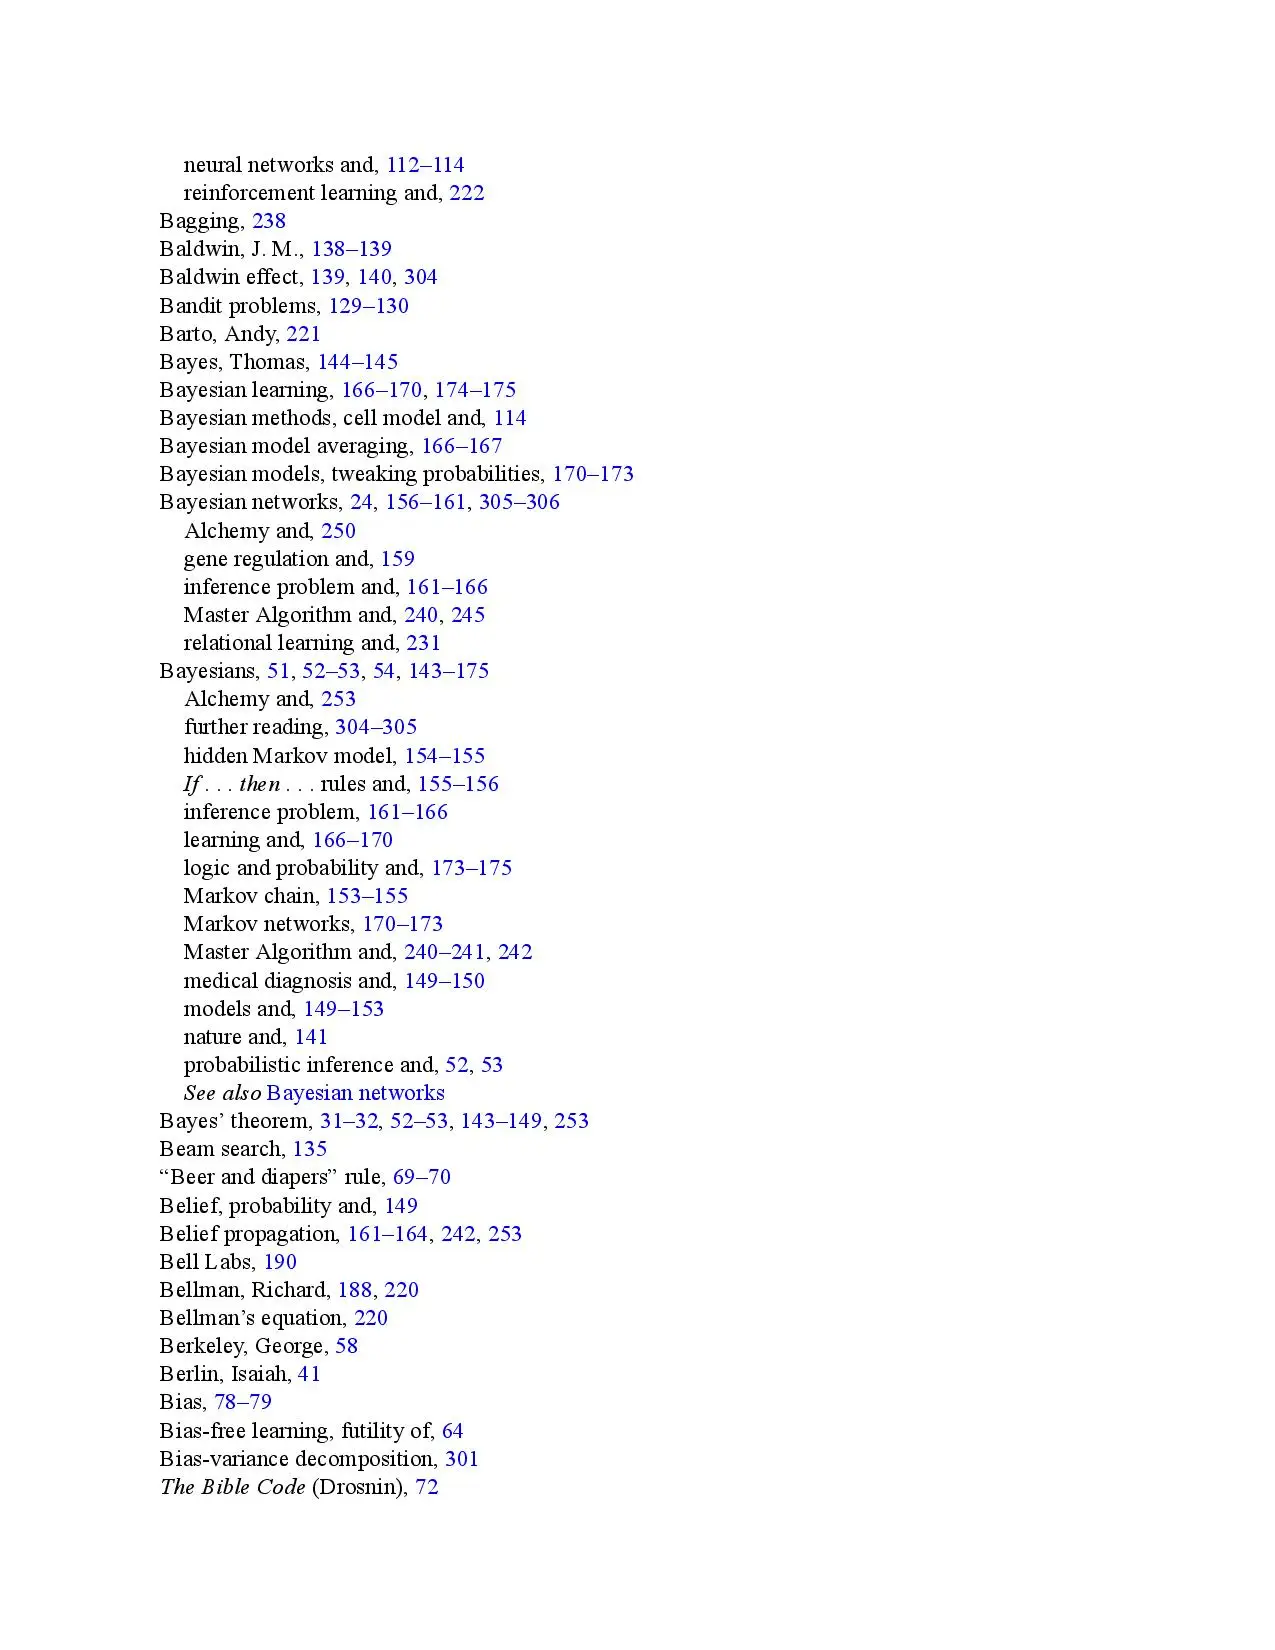 neural networks and, 112–114
reinforcement learning and, 222
Bagging, 238
Baldwin, J. M., 138–139
Baldwin effect, 139, 140, 304
Bandit problems, 129–130
Barto, Andy, 221
Bayes, Thomas, 144–145
Bayesian learning, 166–170, 174–175
Bayesian methods, cell model and, 114
Bayesian model averaging, 166–167
Bayesian models, tweaking probabilities, 170–173
Bayesian networks, 24, 156–161, 305–306
Alchemy and, 250
gene regulation and, 159
inference problem and, 161–166
Master Algorithm and, 240, 245
relational learning and, 231
Bayesians, 51, 52–53, 54, 143–175
Alchemy and, 253
further reading, 304–305
hidden Markov model, 154–155
If . . . then . . . rules and, 155–156
inference problem, 161–166
learning and, 166–170
logic and probability and, 173–175
Markov chain, 153–155
Markov networks, 170–173
Master Algorithm and, 240–241, 242
medical diagnosis and, 149–150
models and, 149–153
nature and, 141
probabilistic inference and, 52, 53
See also Bayesian networks
Bayes’ theorem, 31–32, 52–53, 143–149, 253
Beam search, 135
“Beer and diapers” rule, 69–70
Belief, probability and, 149
Belief propagation, 161–164, 242, 253
Bell Labs, 190
Bellman, Richard, 188, 220
Bellman’s equation, 220
Berkeley, George, 58
Berlin, Isaiah, 41
Bias, 78–79
Bias-free learning, futility of, 64
Bias-variance decomposition, 301
The Bible Code (Drosnin), 72